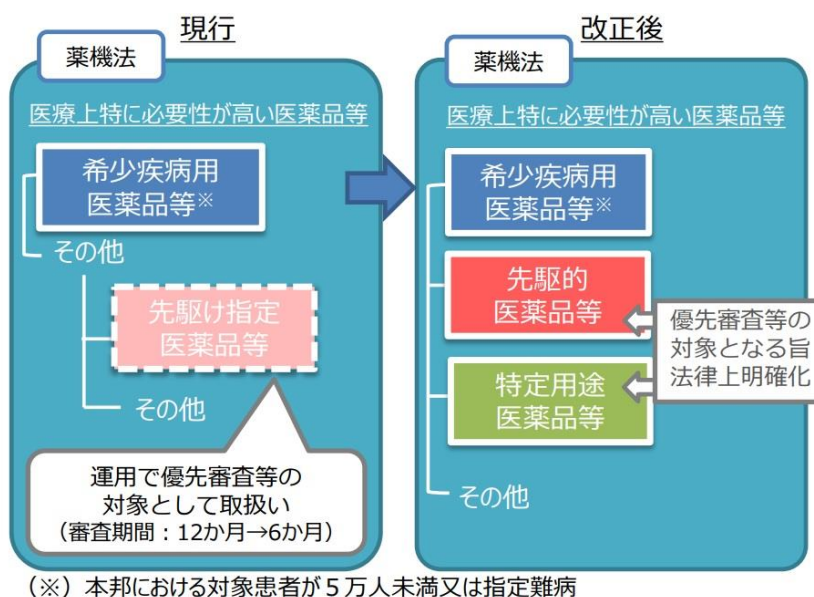 現行
薬機法
医療上特に必要性が高い医薬品等
希少疾病用
医薬品等※
その他
先駆け指定
医薬品等
その他
運用で優先審査等の
対象として取扱い
（審査期間：12か月→6か月）
改正後
薬機法
医療上特に必要性が高い医薬品等
希少疾病用
医薬品等※
先駆的
医薬品等
優先審査等の
対象となる旨
法律上明確化
特定用途
医薬品等
その他
（※）本邦における対象患者が５万人未満又は指定難病